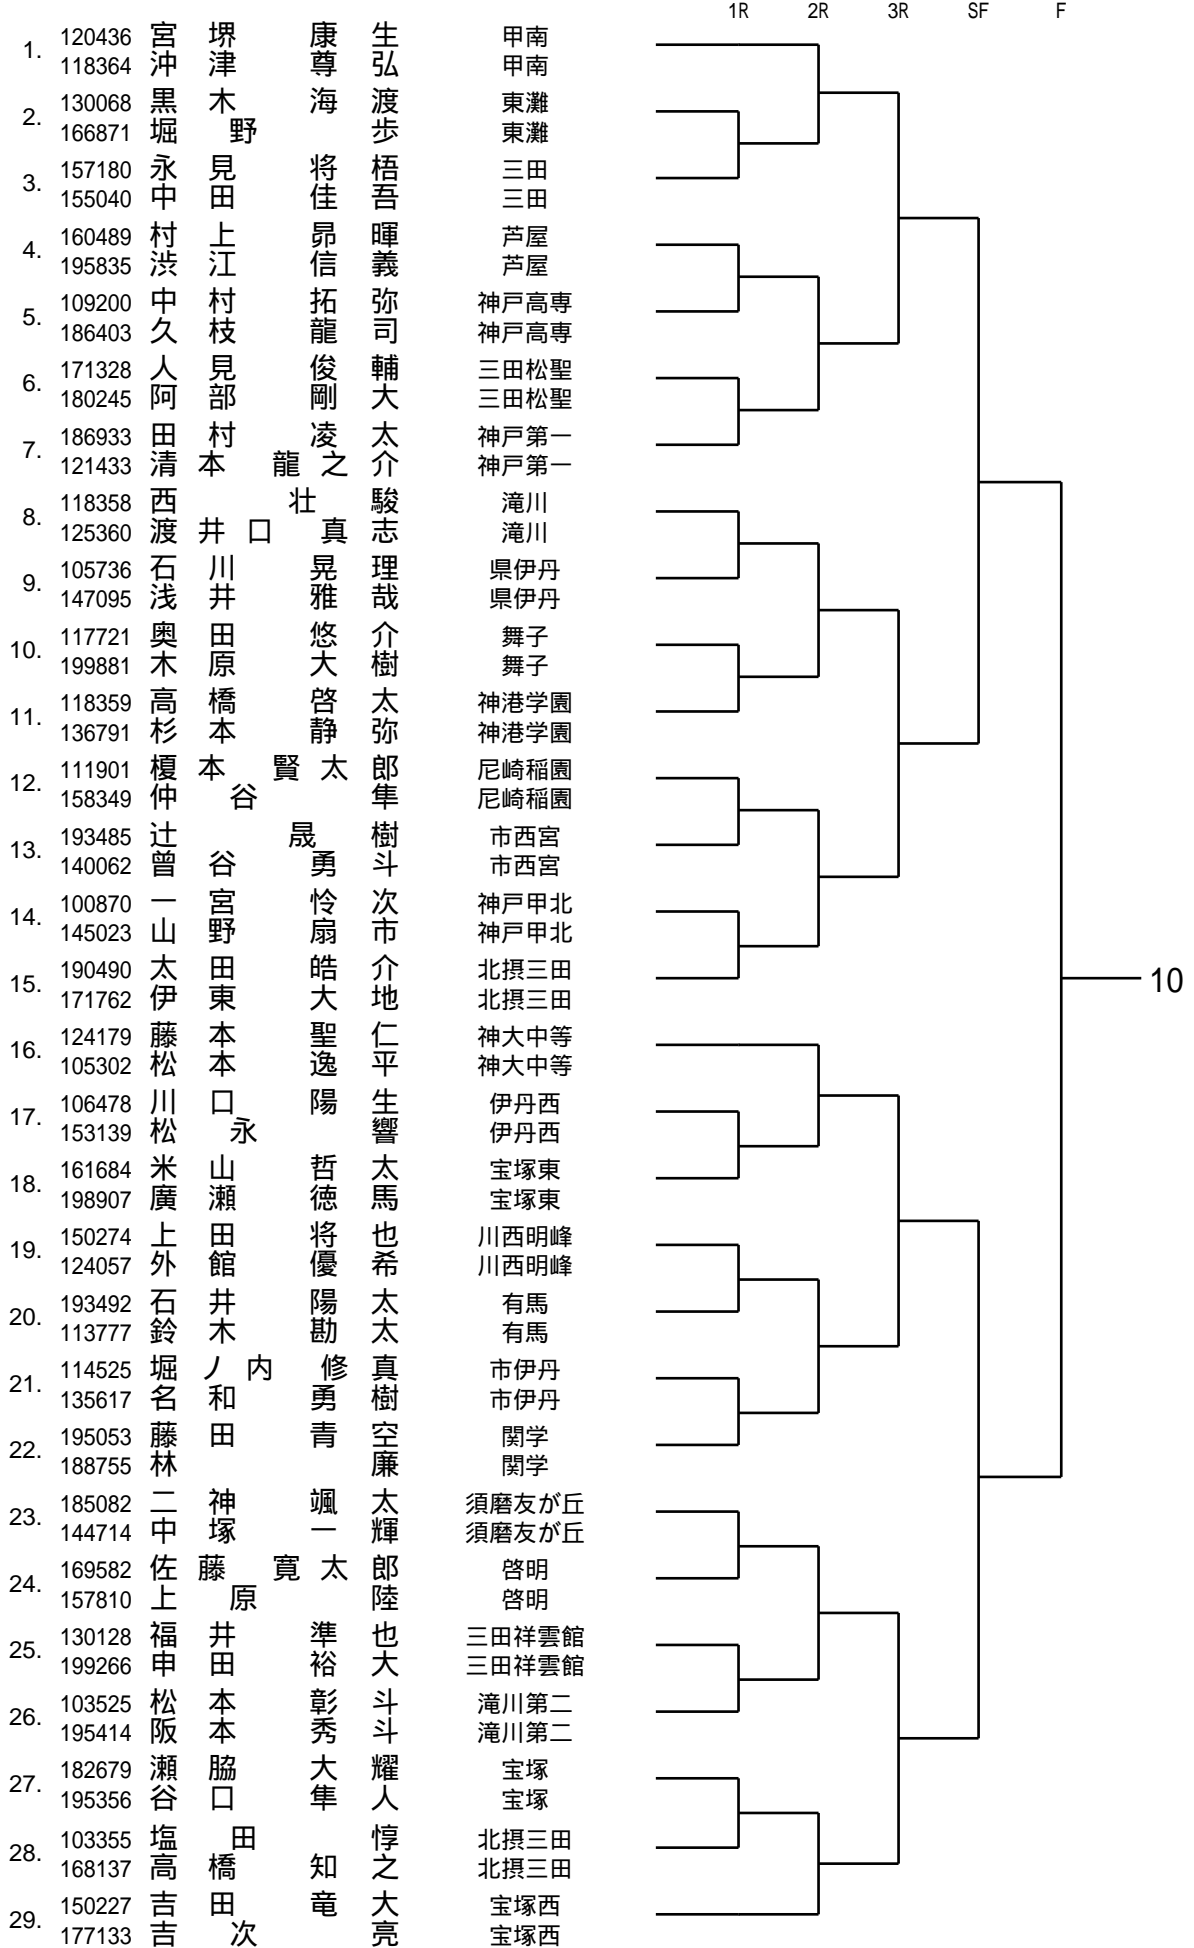 1R 2R 3R SF F
1.
120436 宮堺 康生 甲南
118364 沖津 尊弘 甲南
2.
130068 黒木 海渡 東灘
166871 堀野 歩 東灘
3.
157180 永見 将梧 三田
155040 中田 佳吾 三田
4.
160489 村上 昴暉 芦屋
195835 渋江 信義 芦屋
5.
109200 中村 拓弥 神戸高専
186403 久枝 龍司 神戸高専
6.
171328 人見 俊輔 三田松聖
180245 阿部 剛大 三田松聖
7.
186933 田村 凌太 神戸第一
121433 清本 龍之介 神戸第一
8.
118358 西 壮駿 滝川
125360 渡井口 真志 滝川
9.
105736 石川 晃理 県伊丹
147095 浅井 雅哉 県伊丹
10.
117721 奥田 悠介 舞子
199881 木原 大樹 舞子
11.
118359 高橋 啓太 神港学園
136791 杉本 静弥 神港学園
12.
111901 榎本 賢太郎 尼崎稲園
158349 仲谷 隼 尼崎稲園
13.
193485 辻 晟樹 市西宮
140062 曽谷 勇斗 市西宮
14.
100870 一宮 怜次 神戸甲北
145023 山野 扇市 神戸甲北
15.
190490 太田 皓介 北摂三田
171762 伊東 大地 北摂三田
10
16.
124179 藤本 聖仁 神大中等
105302 松本 逸平 神大中等
17.
106478 川口 陽生 伊丹西
153139 松永 響 伊丹西
18.
161684 米山 哲太 宝塚東
198907 廣瀬 徳馬 宝塚東
19.
150274 上田 将也 川西明峰
124057 外館 優希 川西明峰
20.
193492 石井 陽太 有馬
113777 鈴木 勘太 有馬
21.
114525 堀ノ内 修真 市伊丹
135617 名和 勇樹 市伊丹
22.
195053 藤田 青空 関学
188755 林 廉 関学
23.
185082 二神 颯太 須磨友が丘
144714 中塚 一輝 須磨友が丘
24.
169582 佐藤 寛太郎 啓明
157810 上原 陸 啓明
25.
130128 福井 準也 三田祥雲館
199266 申田 裕大 三田祥雲館
26.
103525 松本 彰斗 滝川第二
195414 阪本 秀斗 滝川第二
27.
182679 瀬脇 大耀 宝塚
195356 谷口 隼人 宝塚
28.
103355 塩田 惇 北摂三田
168137 高橋 知之 北摂三田
29.
150227 吉田 竜大 宝塚西
177133 吉次 亮 宝塚西